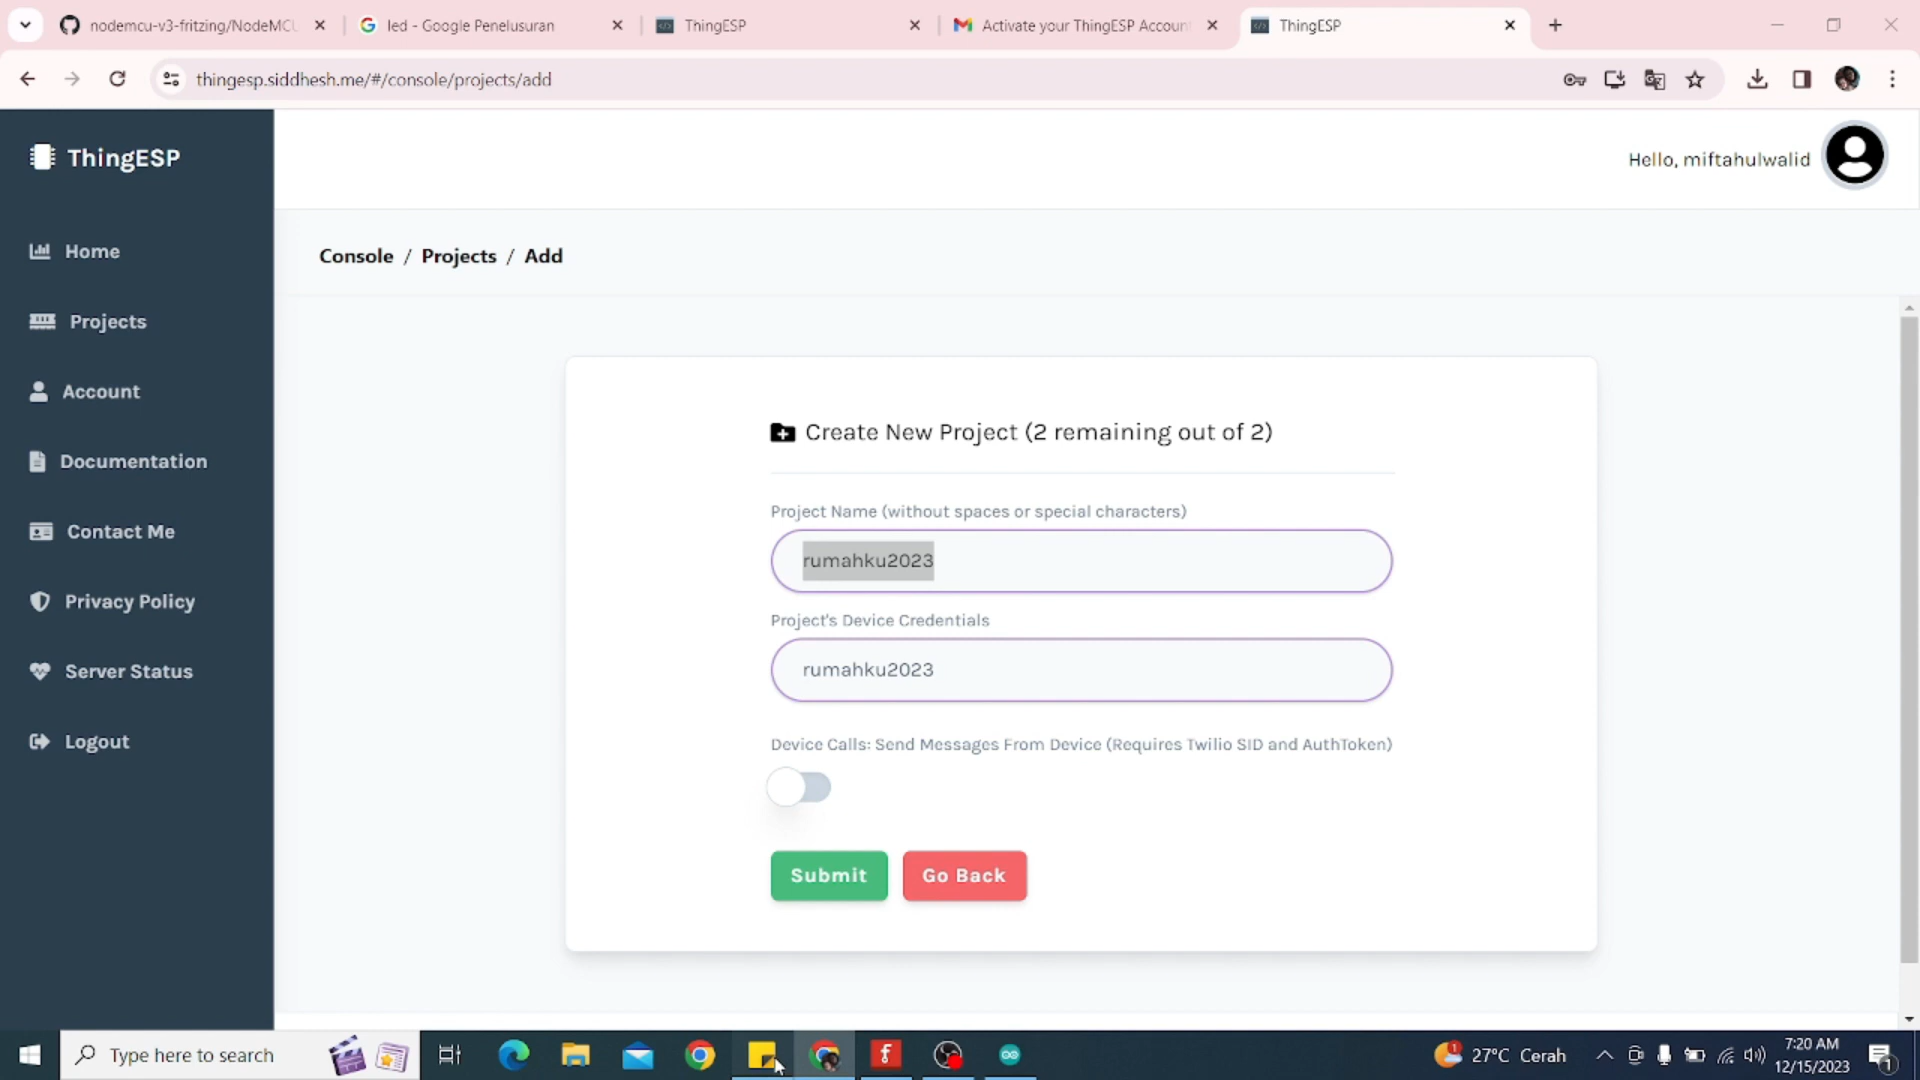 nodemcu-v3-fritzing/NodeMCU
led - Google Penelusuran
ThingESP
Activate your ThingESP Account
ThingESP
thingesp.siddhesh.me/#/console/projects/add
ThingESP
Hello, miftahulwalid
Home
Projects
Account
Documentation
Contact Me
Privacy Policy
Server Status
Logout
Console / Projects / Add
Create New Project (2 remaining out of 2)
Project Name (without spaces or special characters)
rumahku2023
Project's Device Credentials
rumahku2023
Device Calls: Send Messages From Device (Requires Twilio SID and AuthToken)
Submit
Go Back
Type here to search
1
27°C Cerah
7:20 AM
12/15/2023
1